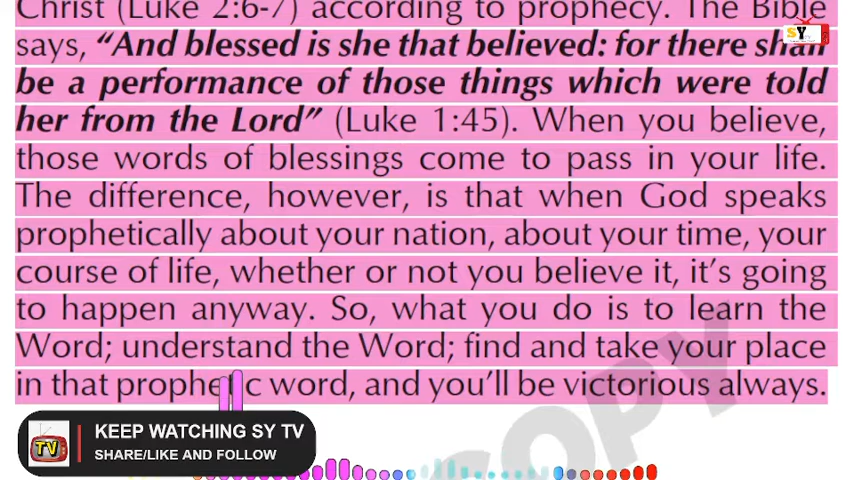 Christ (Luke 2:6-7) according to prophecy. The Bible
says, “And blessed is she that believed: for there shall
be a performance of those things which were told
her from the Lord” (Luke 1:45). When you believe,
those words of blessings come to pass in your life.
The difference, however, is that when God speaks
prophetically about your nation, about your time, your
course of life, whether or not you believe it, it’s going
to happen anyway. So, what you do is to learn the
Word; understand the Word; find and take your place
in that prophetic word, and you’ll be victorious always.
SY
TV
KEEP WATCHING SY TV
SHARE/LIKE AND FOLLOW
COPY